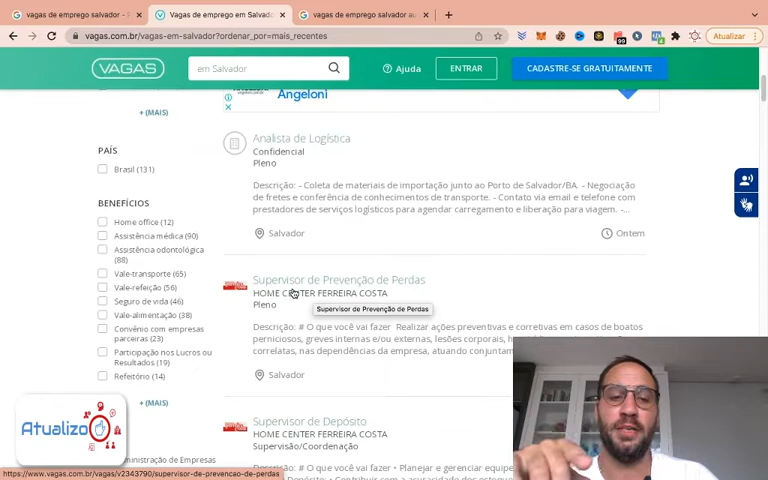 vagas de emprego salvador - F
Vagas de emprego em Salvado
vagas de emprego salvador au
vagas.com.br/vagas-em-salvador?ordenar_por=mais_recentes
99
Atualizar
VAGAS
em Salvador
Ajuda
ENTRAR
CADASTRE-SE GRATUITAMENTE
Angeloni
+ (MAIS)
PAÍS
Brasil (131)
BENEFÍCIOS
Home office (12)
Assistência médica (90)
Assistência odontológica
(88)
Vale-transporte (65)
Vale-refeição (56)
Seguro de vida (46)
Vale-alimentação (38)
Convênio com empresas
parceiras (23)
Participação nos Lucros ou
Resultados (19)
Refeitório (14)
+ (MAIS)
Administração de Empresas
Analista de Logística
Confidencial
Pleno
Descrição: - Coleta de materiais de importação junto ao Porto de Salvador/BA. - Negociação
de fretes e conferência de conhecimentos de transporte. - Contato via email e telefone com
prestadores de serviços logísticos para agendar carregamento e liberação para viagem. -...
Salvador
Ontem
Supervisor de Prevenção de Perdas
HOME CENTER FERREIRA COSTA
Pleno
Supervisor de Prevenção de Perdas
Descrição: # O que você vai fazer Realizar ações preventivas e corretivas em casos de boatos
perniciosos, greves internas e/ou externas, lesões corporais,
correlatas, nas dependências da empresa, atuando conjuntam
Salvador
Supervisor de Depósito
HOME CENTER FERREIRA COSTA
Supervisão/Coordenação
Descrição: # O que você vai fazer • Planejar e gerenciar equipe
Atualizo
https://www.vagas.com.br/vagas/v2343790/supervisor-de-prevencao-de-perdas